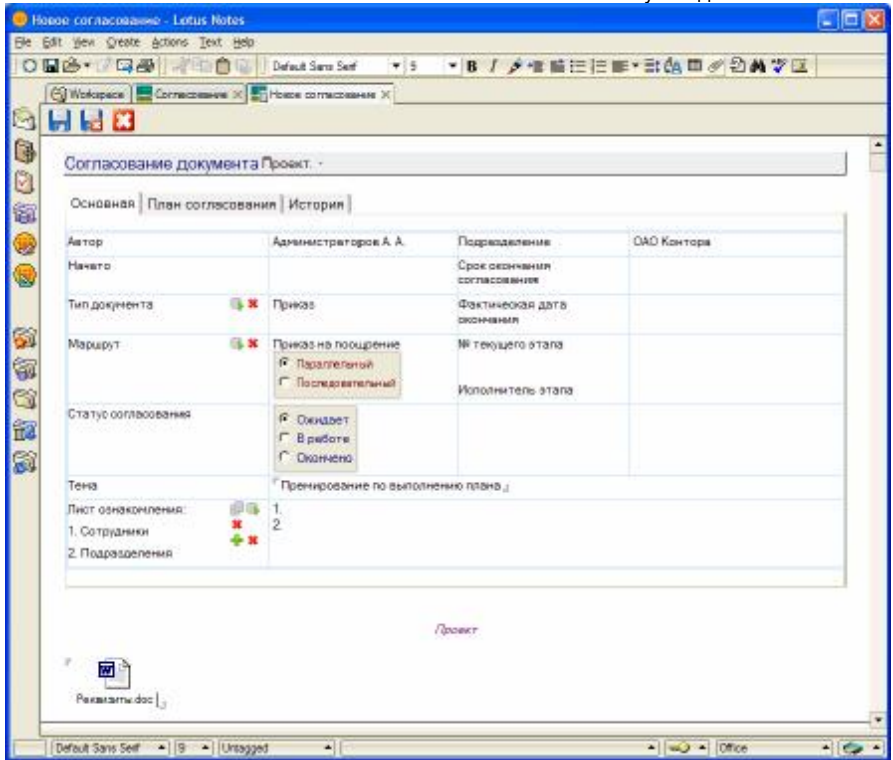 Новое согласование - Lotus Notes
File Edit View Create Actions Text Help
Default Sans Serif 9 B I
Workspace Согласование Новое согласование
Согласование документа Проект. -
Основная План согласования История
Автор Администраторов А. А. Подразделение ОАО Контора
Начато Срок окончания
согласования
Тип документа Приказ Фактическая дата
окончания
Маршрут Приказ на поощрение № текущего этапа
Параллельный
Последовательный
Исполнитель этапа
Статус согласования
Ожидает
В работе
Окончено
Тема Премирование по выполнению плана
Лист ознакомления: 1.
1. Сотрудники 2.
2. Подразделения
Проект
Реквизиты.doc
Default Sans Serif 9 Untagged Office